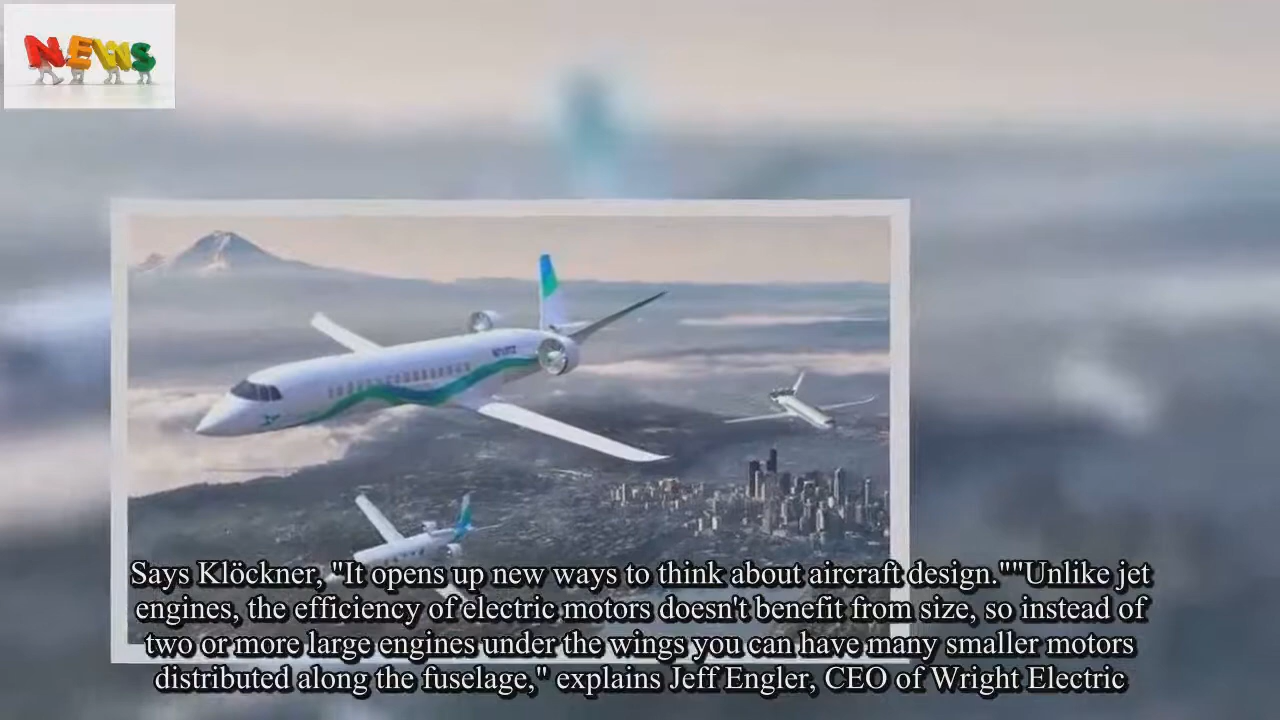 NEWS
Says Klöckner, "It opens up new ways to think about aircraft design.""Unlike jet
engines, the efficiency of electric motors doesn't benefit from size, so instead of
two or more large engines under the wings you can have many smaller motors
distributed along the fuselage," explains Jeff Engler, CEO of Wright Electric